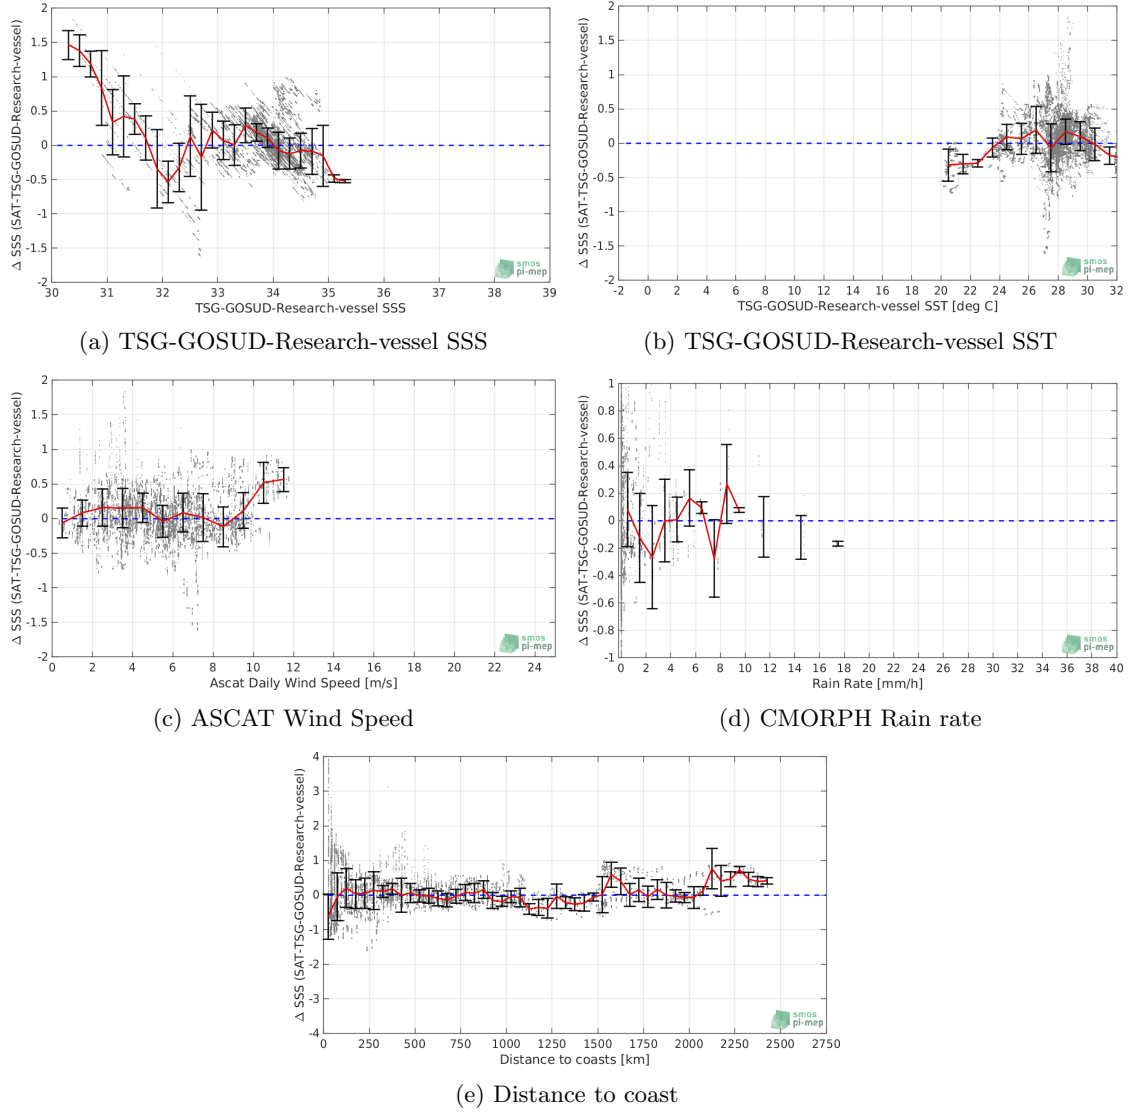 Δ SSS (SAT-TSG-GOSUD-Research-vessel)
2
1.5
1
0.5
0
-0.5
-1
-1.5
-2
30 31 32 33 34 35 36 37 38 39
TSG-GOSUD-Research-vessel SSS
smos
pi-mep
(a) TSG-GOSUD-Research-vessel SSS
Δ SSS (SAT-TSG-GOSUD-Research-vessel)
2
1.5
1
0.5
0
-0.5
-1
-1.5
-2
-2 0 2 4 6 8 10 12 14 16 18 20 22 24 26 28 30 32
TSG-GOSUD-Research-vessel SST [deg C]
smos
pi-mep
(b) TSG-GOSUD-Research-vessel SST
Δ SSS (SAT-TSG-GOSUD-Research-vessel)
2
1.5
1
0.5
0
-0.5
-1
-1.5
-2
0 2 4 6 8 10 12 14 16 18 20 22 24
Ascat Daily Wind Speed [m/s]
smos
pi-mep
(c) ASCAT Wind Speed
Δ SSS (SAT-TSG-GOSUD-Research-vessel)
1
0.8
0.6
0.4
0.2
0
-0.2
-0.4
-0.6
-0.8
-1
0 2 4 6 8 10 12 14 16 18 20 22 24 26 28 30 32 34 36 38 40
Rain Rate [mm/h]
smos
pi-mep
(d) CMORPH Rain rate
Δ SSS (SAT-TSG-GOSUD-Research-vessel)
4
3
2
1
0
-1
-2
-3
-4
0 250 500 750 1000 1250 1500 1750 2000 2250 2500 2750
Distance to coasts [km]
smos
pi-mep
(e) Distance to coast